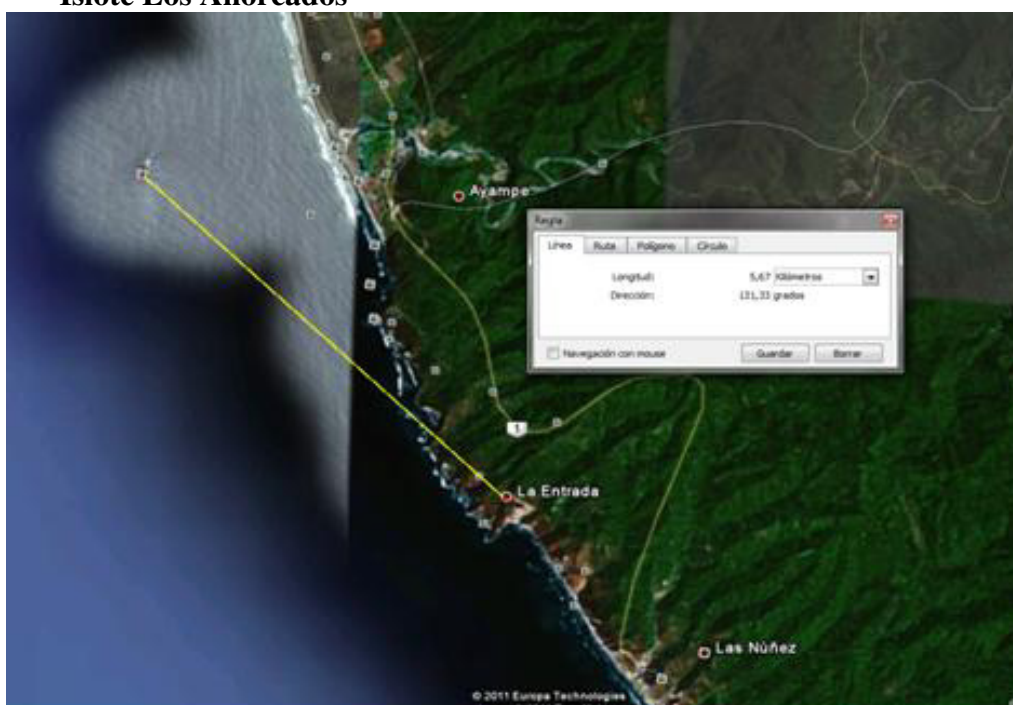 Islote Los Ahorcados
Ayampe
Regla
Línea Ruta Polígono Círculo
Longitud: 5,67 Kilómetros
Dirección: 131,33 grados
Navegación con mouse Guardar Borrar
1
La Entrada
Las Núñez
© 2011 Europa Technologies